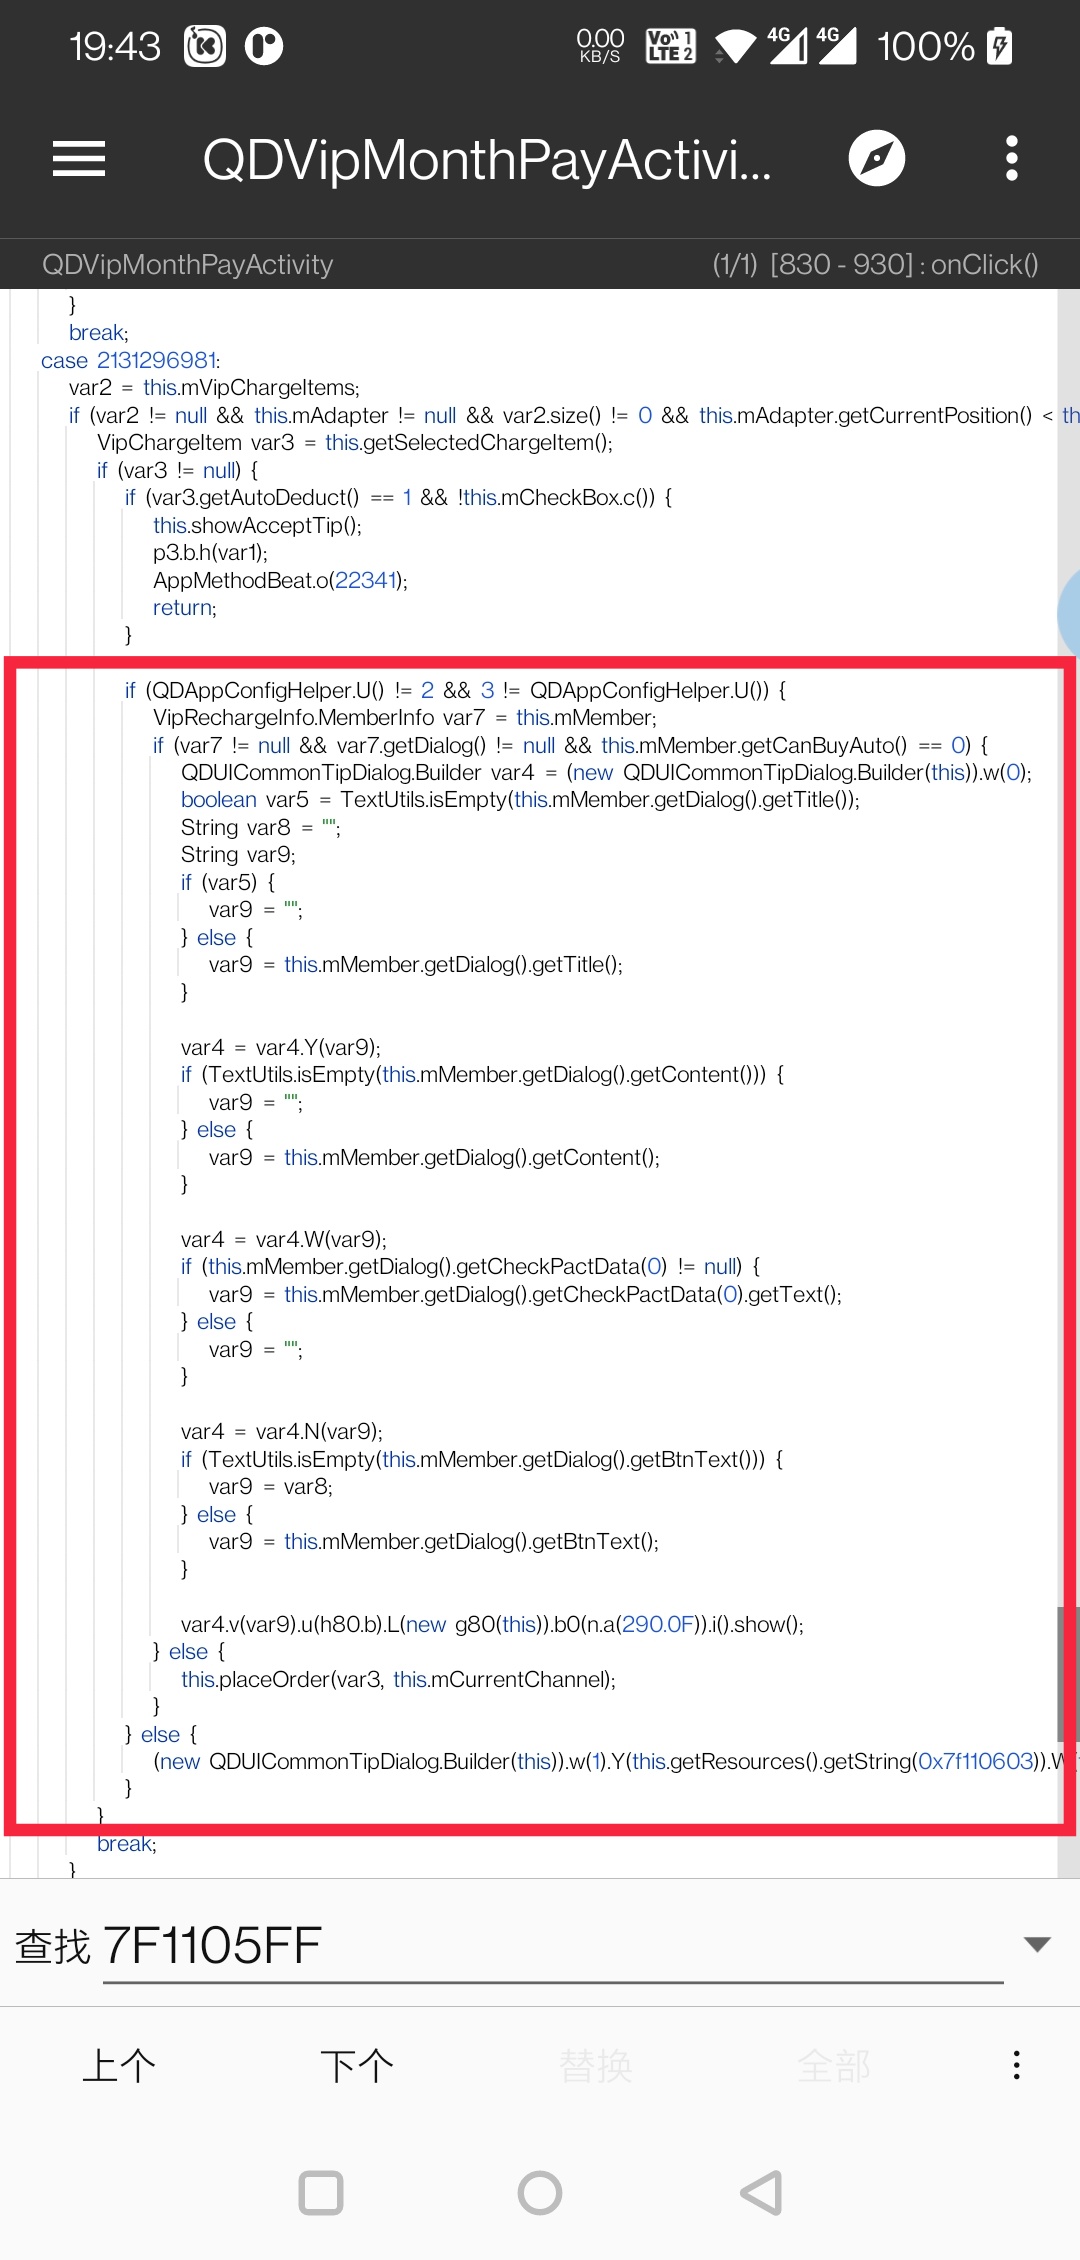 19:43
0.00 KB/S
Vo 1 LTE 2
4G
4G
100%
QDVipMonthPayActivi...
QDVipMonthPayActivity (1/1) [830 - 930] : onClick()
}
break;
case 2131296981:
var2 = this.mVipChargeItems;
if (var2 != null && this.mAdapter != null && var2.size() != 0 && this.mAdapter.getCurrentPosition() < th
VipChargeItem var3 = this.getSelectedChargeItem();
if (var3 != null) {
if (var3.getAutoDeduct() == 1 && !this.mCheckBox.c()) {
this.showAcceptTip();
p3.b.h(var1);
AppMethodBeat.o(22341);
return;
}
if (QDAppConfigHelper.U() != 2 && 3 != QDAppConfigHelper.U()) {
VipRechargeInfo.MemberInfo var7 = this.mMember;
if (var7 != null && var7.getDialog() != null && this.mMember.getCanBuyAuto() == 0) {
QDUICommonTipDialog.Builder var4 = (new QDUICommonTipDialog.Builder(this)).w(0);
boolean var5 = TextUtils.isEmpty(this.mMember.getDialog().getTitle());
String var8 = "";
String var9;
if (var5) {
var9 = "";
} else {
var9 = this.mMember.getDialog().getTitle();
}
var4 = var4.Y(var9);
if (TextUtils.isEmpty(this.mMember.getDialog().getContent())) {
var9 = "";
} else {
var9 = this.mMember.getDialog().getContent();
}
var4 = var4.W(var9);
if (this.mMember.getDialog().getCheckPactData(0) != null) {
var9 = this.mMember.getDialog().getCheckPactData(0).getText();
} else {
var9 = "";
}
var4 = var4.N(var9);
if (TextUtils.isEmpty(this.mMember.getDialog().getBtnText())) {
var9 = var8;
} else {
var9 = this.mMember.getDialog().getBtnText();
}
var4.v(var9).u(h80.b).L(new g80(this)).b0(n.a(290.0F)).i().show();
} else {
this.placeOrder(var3, this.mCurrentChannel);
}
} else {
(new QDUICommonTipDialog.Builder(this)).w(1).Y(this.getResources().getString(0x7f110603)).W(
}
}
break;
}
查找 7F1105FF
上个 下个 替换 全部